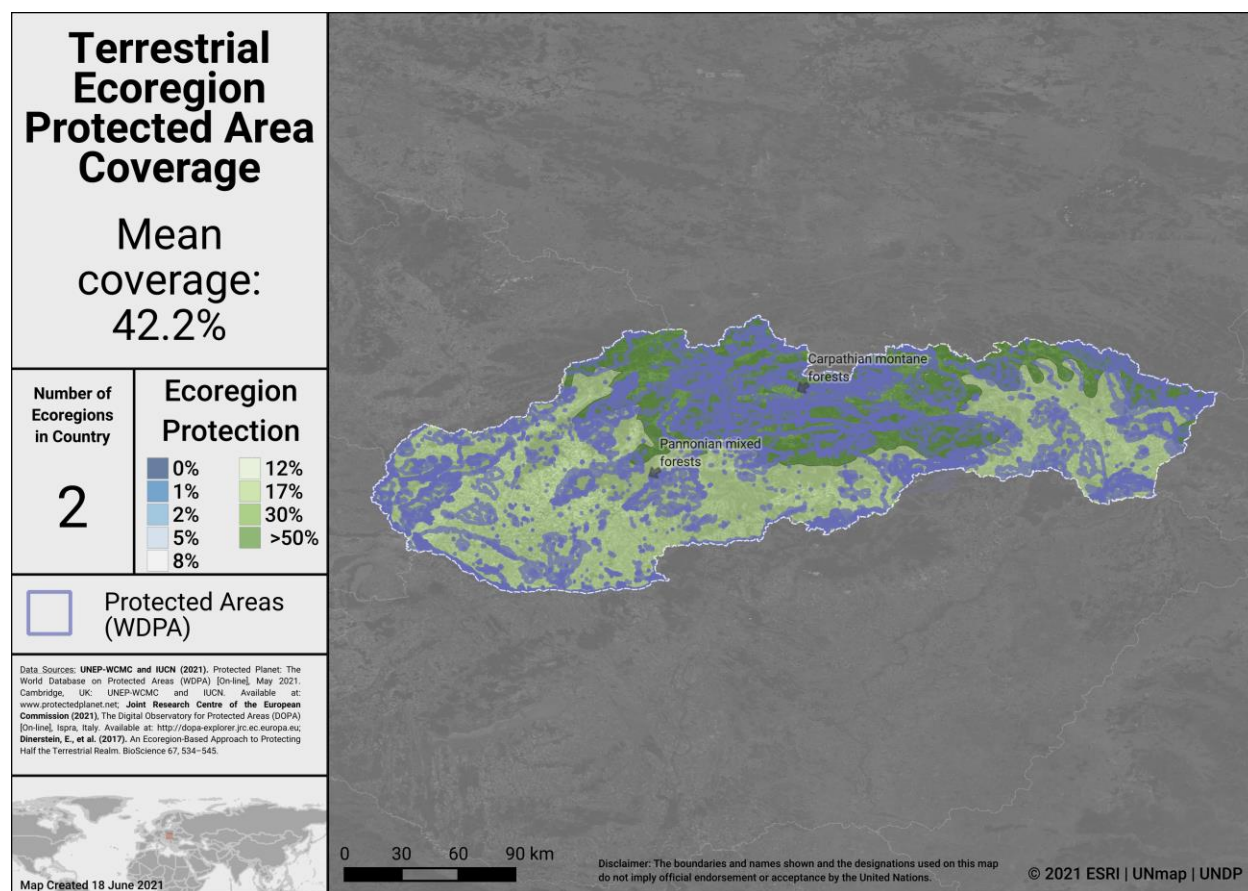 Terrestrial
Ecoregion
Protected Area
Coverage
Mean
coverage:
42.2%
Number of
Ecoregions
in Country
2
Ecoregion
Protection
0%
1%
2%
5%
8%
12%
17%
30%
>50%
Protected Areas
(WDPA)
Data Sources: UNEP-WCMC and IUCN (2021). Protected Planet: The
World Database on Protected Areas (WDPA) [On-line], May 2021.
Cambridge, UK: UNEP-WCMC and IUCN. Available at:
www.protectedplanet.net; Joint Research Centre of the European
Commission (2021), The Digital Observatory for Protected Areas (DOPA)
[On-line], Ispra, Italy. Available at: http://dopa-explorer.jrc.ec.europa.eu;
Dinerstein, E., et al. (2017). An Ecoregion-Based Approach to Protecting
Half the Terrestrial Realm. BioScience 67, 534–545.
Map Created 18 June 2021
Carpathian montane
forests
Pannonian mixed
forests
0 30 60 90 km
Disclaimer: The boundaries and names shown and the designations used on this map
do not imply official endorsement or acceptance by the United Nations.
© 2021 ESRI | UNmap | UNDP